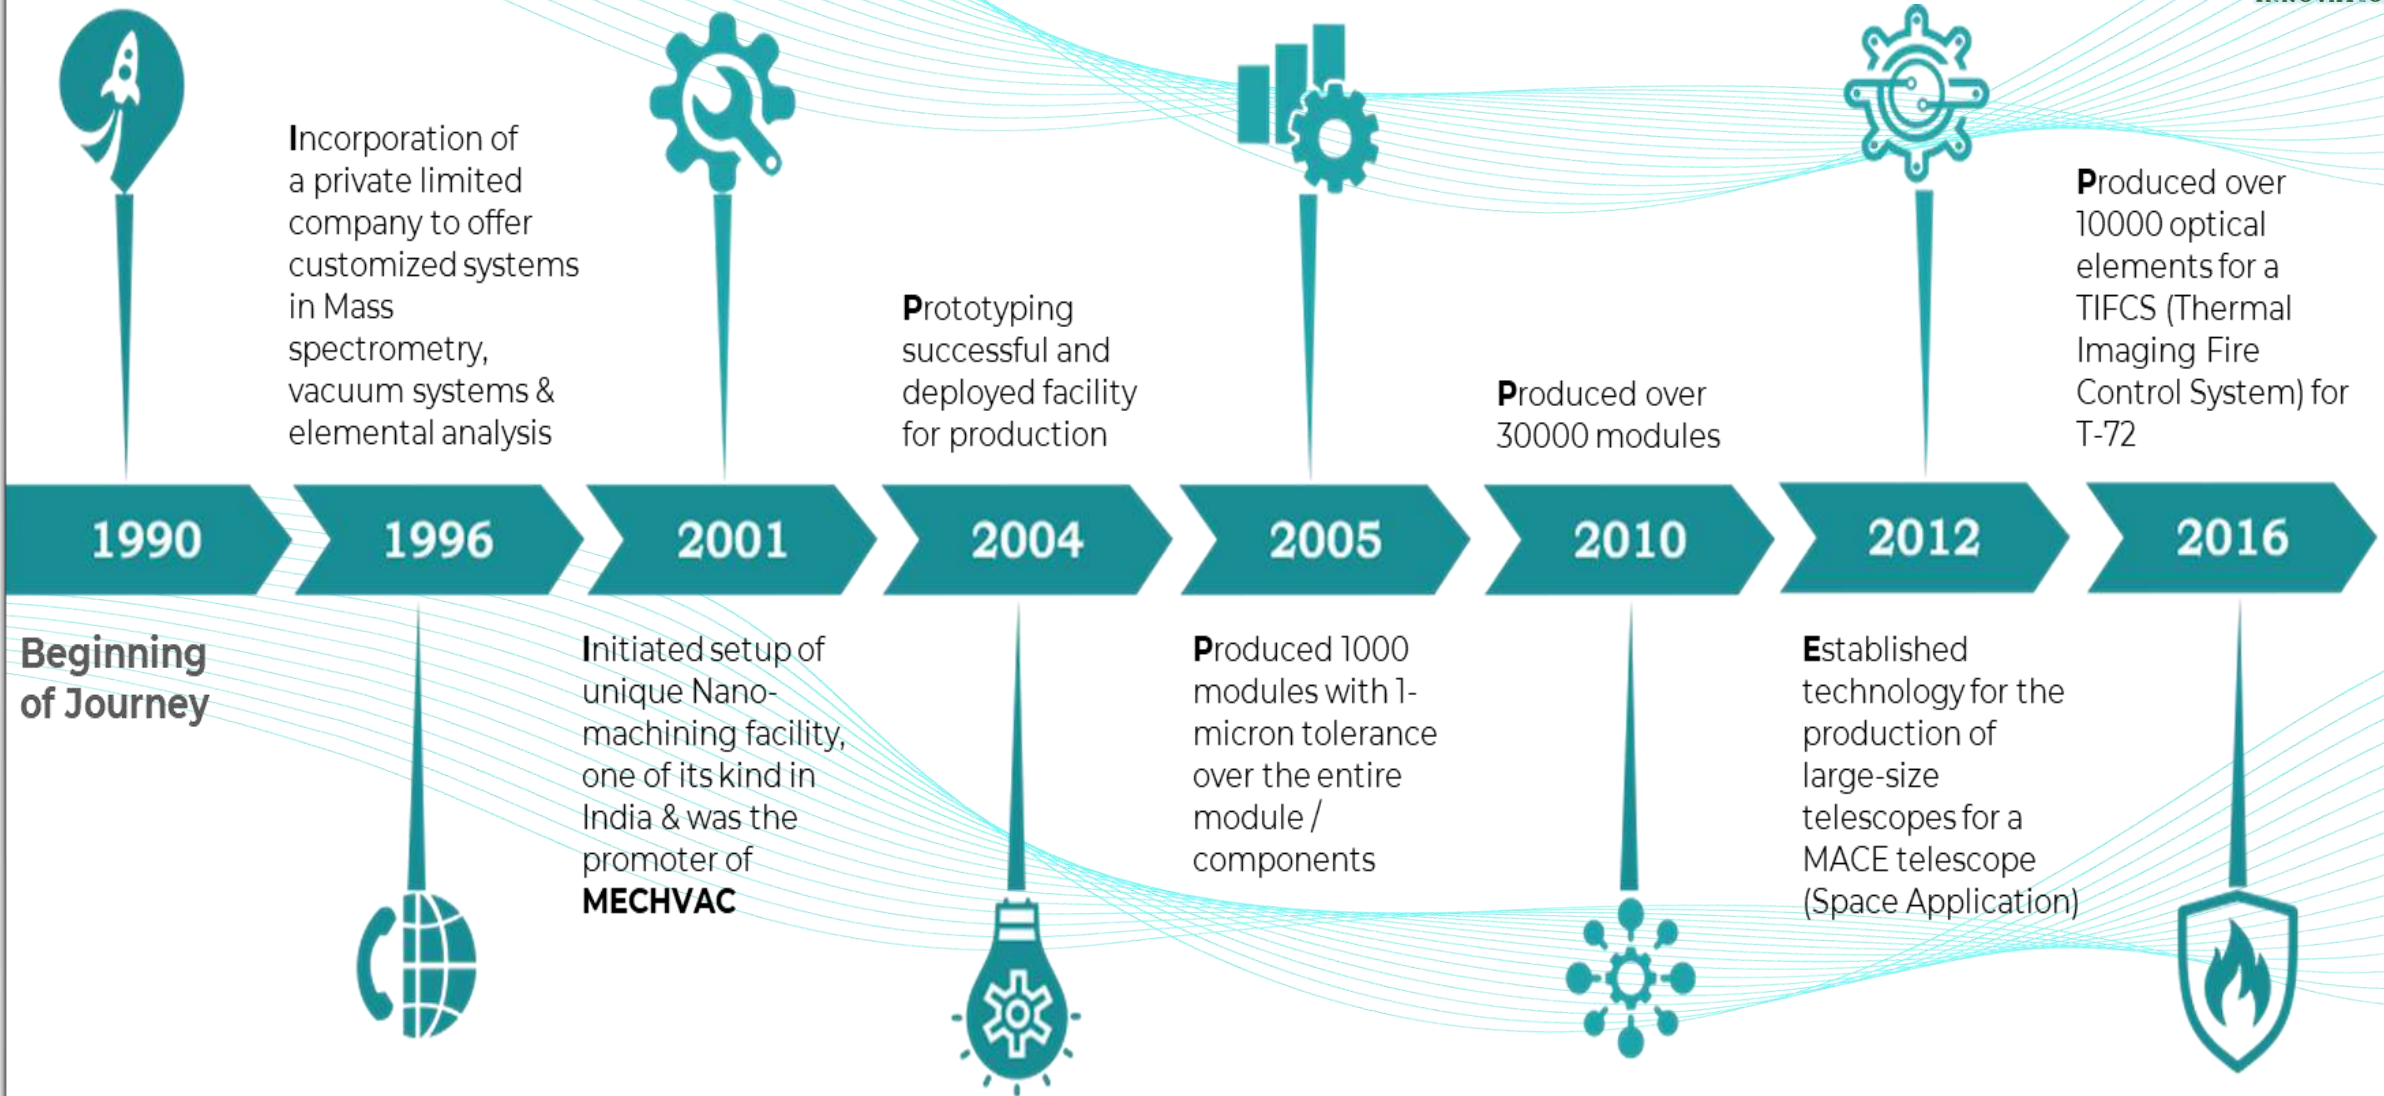 Incorporation of
a private limited
company to offer
customized systems
in Mass
spectrometry,
vacuum systems &
elemental analysis
Prototyping
successful and
deployed facility
for production
Produced over
30000 modules
Produced over
10000 optical
elements for a
TIFCS (Thermal
Imaging Fire
Control System) for
T-72
1990
1996
2001
2004
2005
2010
2012
2016
Beginning
of Journey
Initiated setup of
unique Nano-
machining facility,
one of its kind in
India & was the
promoter of
MECHVAC
Produced 1000
modules with 1-
micron tolerance
over the entire
module /
components
Established
technology for the
production of
large-size
telescopes for a
MACE telescope
(Space Application)